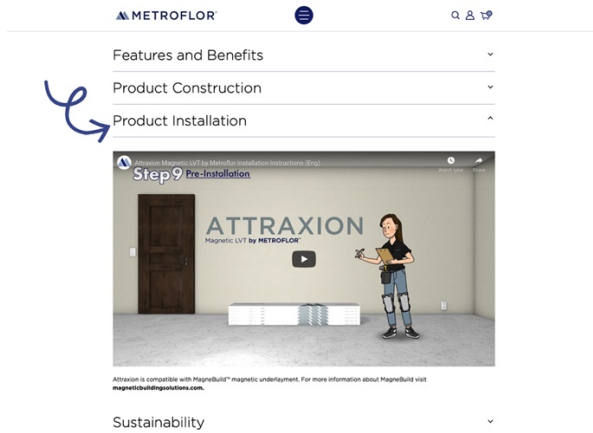 METROFLOR
Features and Benefits
Product Construction
Product Installation
Attraxion Magnetic LVT by Metroflor Installation Instructions (Eng)
Watch later
Share
Step 9 Pre-Installation
ATTRAXION
Magnetic LVT by METROFLOR
Attraxion is compatible with MagneBuild™ magnetic underlayment. For more information about MagneBuild visit
magneticbuildingsolutions.com.
Sustainability